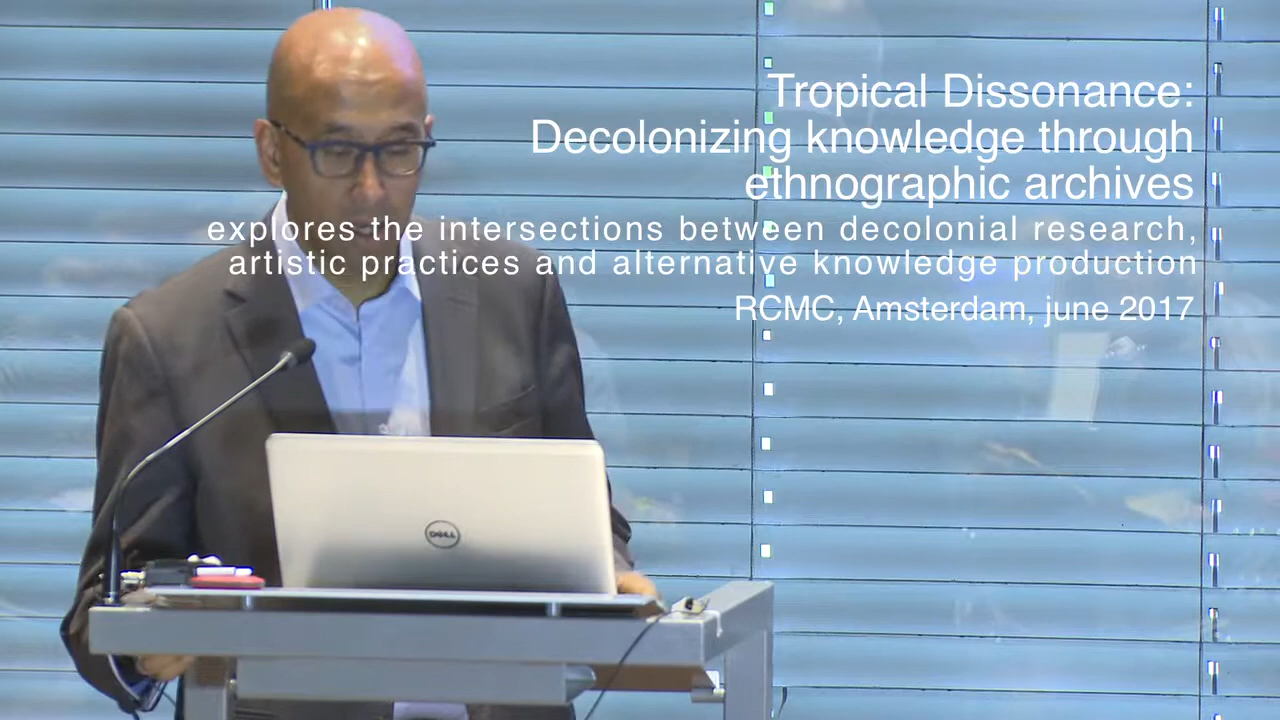 Tropical Dissonance:
Decolonizing knowledge through
ethnographic archives
explores the intersections between decolonial research,
artistic practices and alternative knowledge production
RCMC, Amsterdam, june 2017
DELL